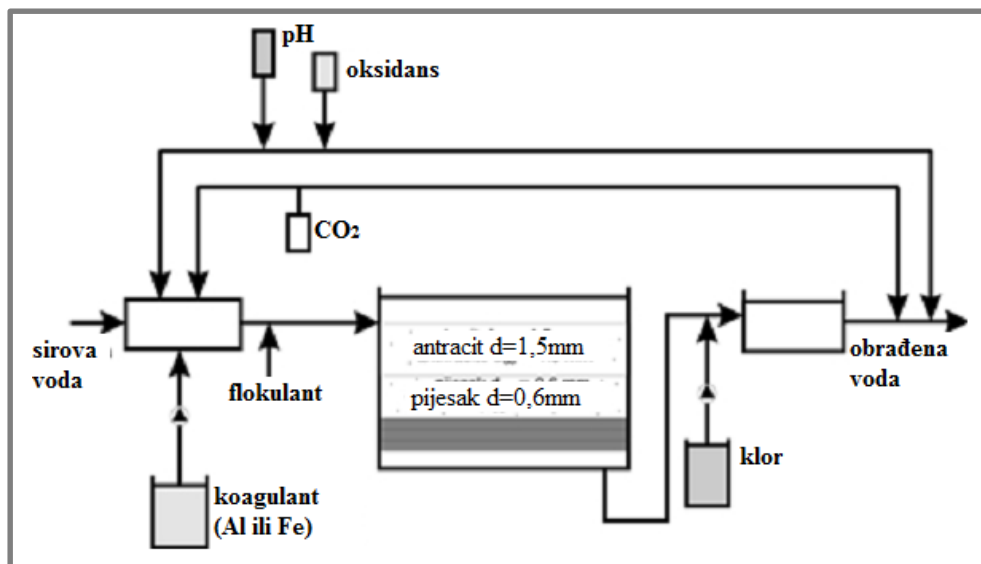 pH
oksidans
CO₂
sirova
voda
flokulant
antracit d=1,5mm
pijesak d=0,6mm
obrađena
voda
klor
koagulant
(Al ili Fe)